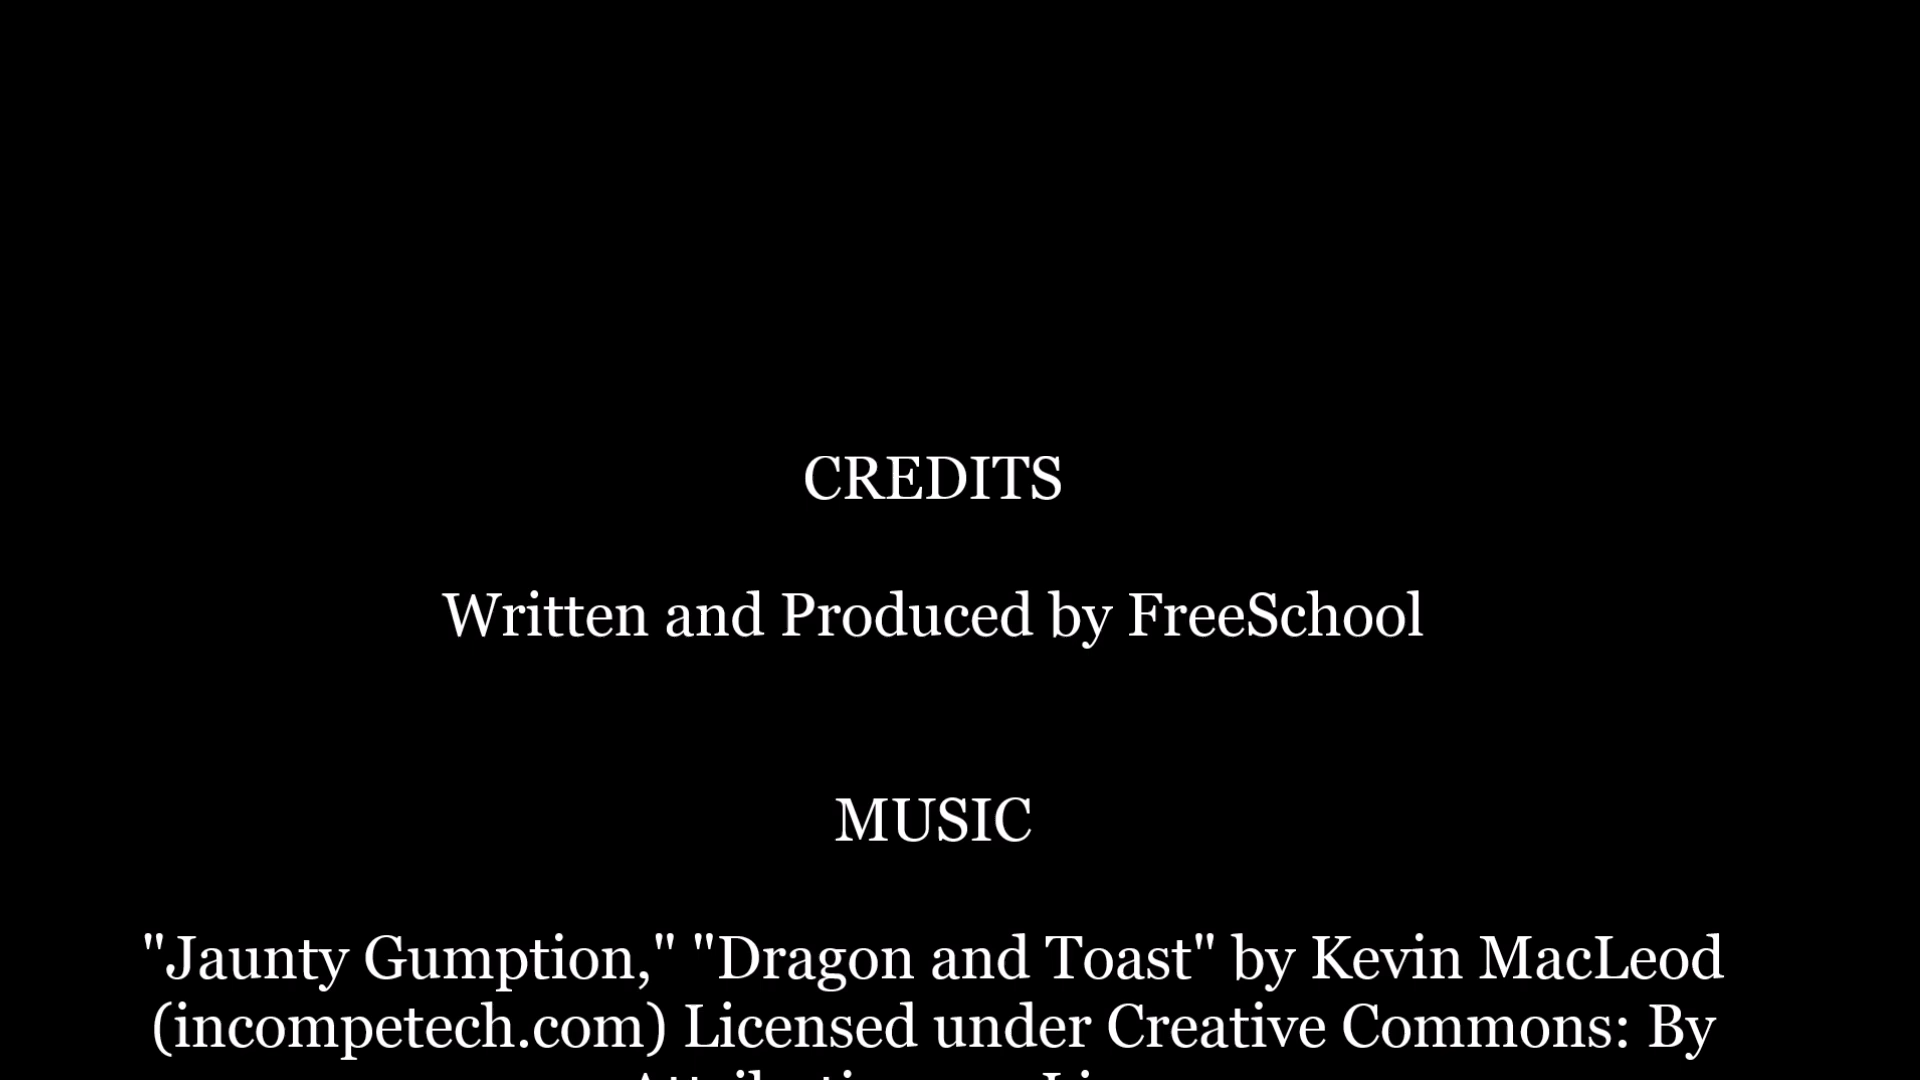 CREDITS
Written and Produced by FreeSchool
MUSIC
"Jaunty Gumption," "Dragon and Toast" by Kevin MacLeod
(incompetech.com) Licensed under Creative Commons: By